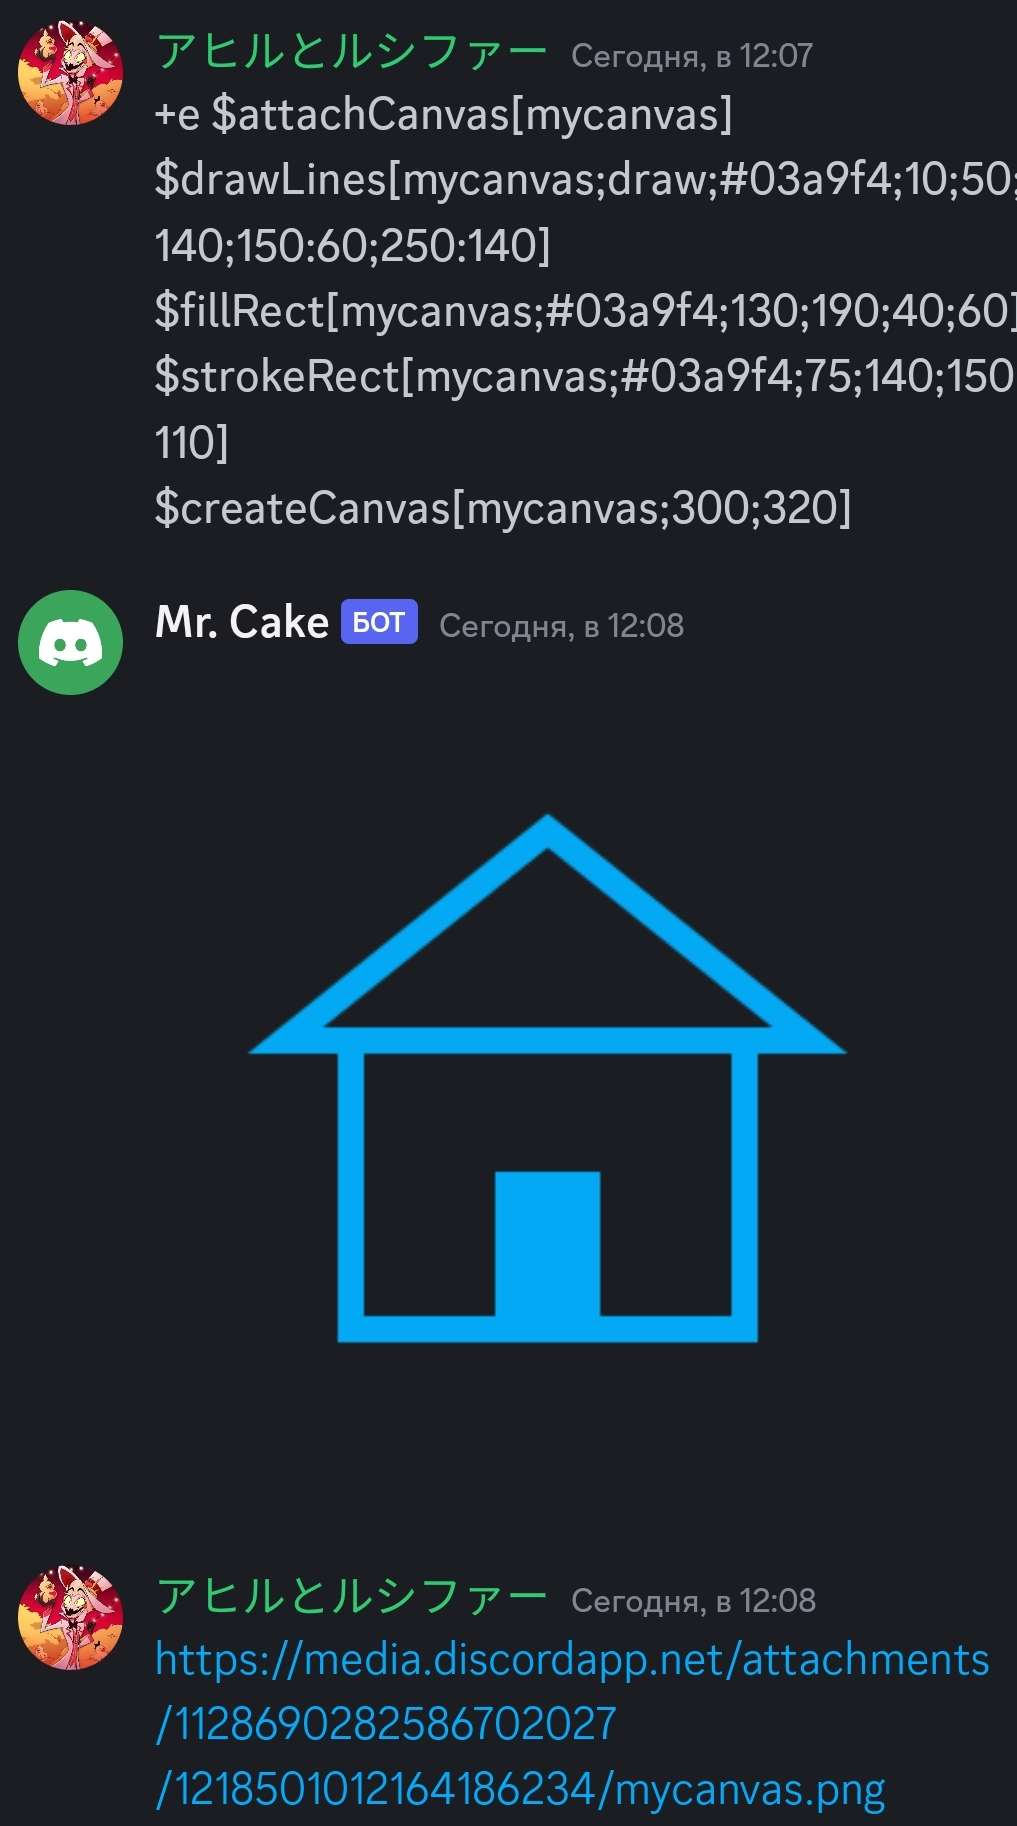 アヒルとルシファー Сегодня, в 12:07
+e $attachCanvas[mycanvas]
$drawLines[mycanvas;draw;#03a9f4;10;50;
140;150:60;250:140]
$fillRect[mycanvas;#03a9f4;130;190;40;60]
$strokeRect[mycanvas;#03a9f4;75;140;150
110]
$createCanvas[mycanvas;300;320]
Mr. Cake БОТ Сегодня, в 12:08
アヒルとルシファー Сегодня, в 12:08
https://media.discordapp.net/attachments
/1128690282586702027
/1218501012164186234/mycanvas.png